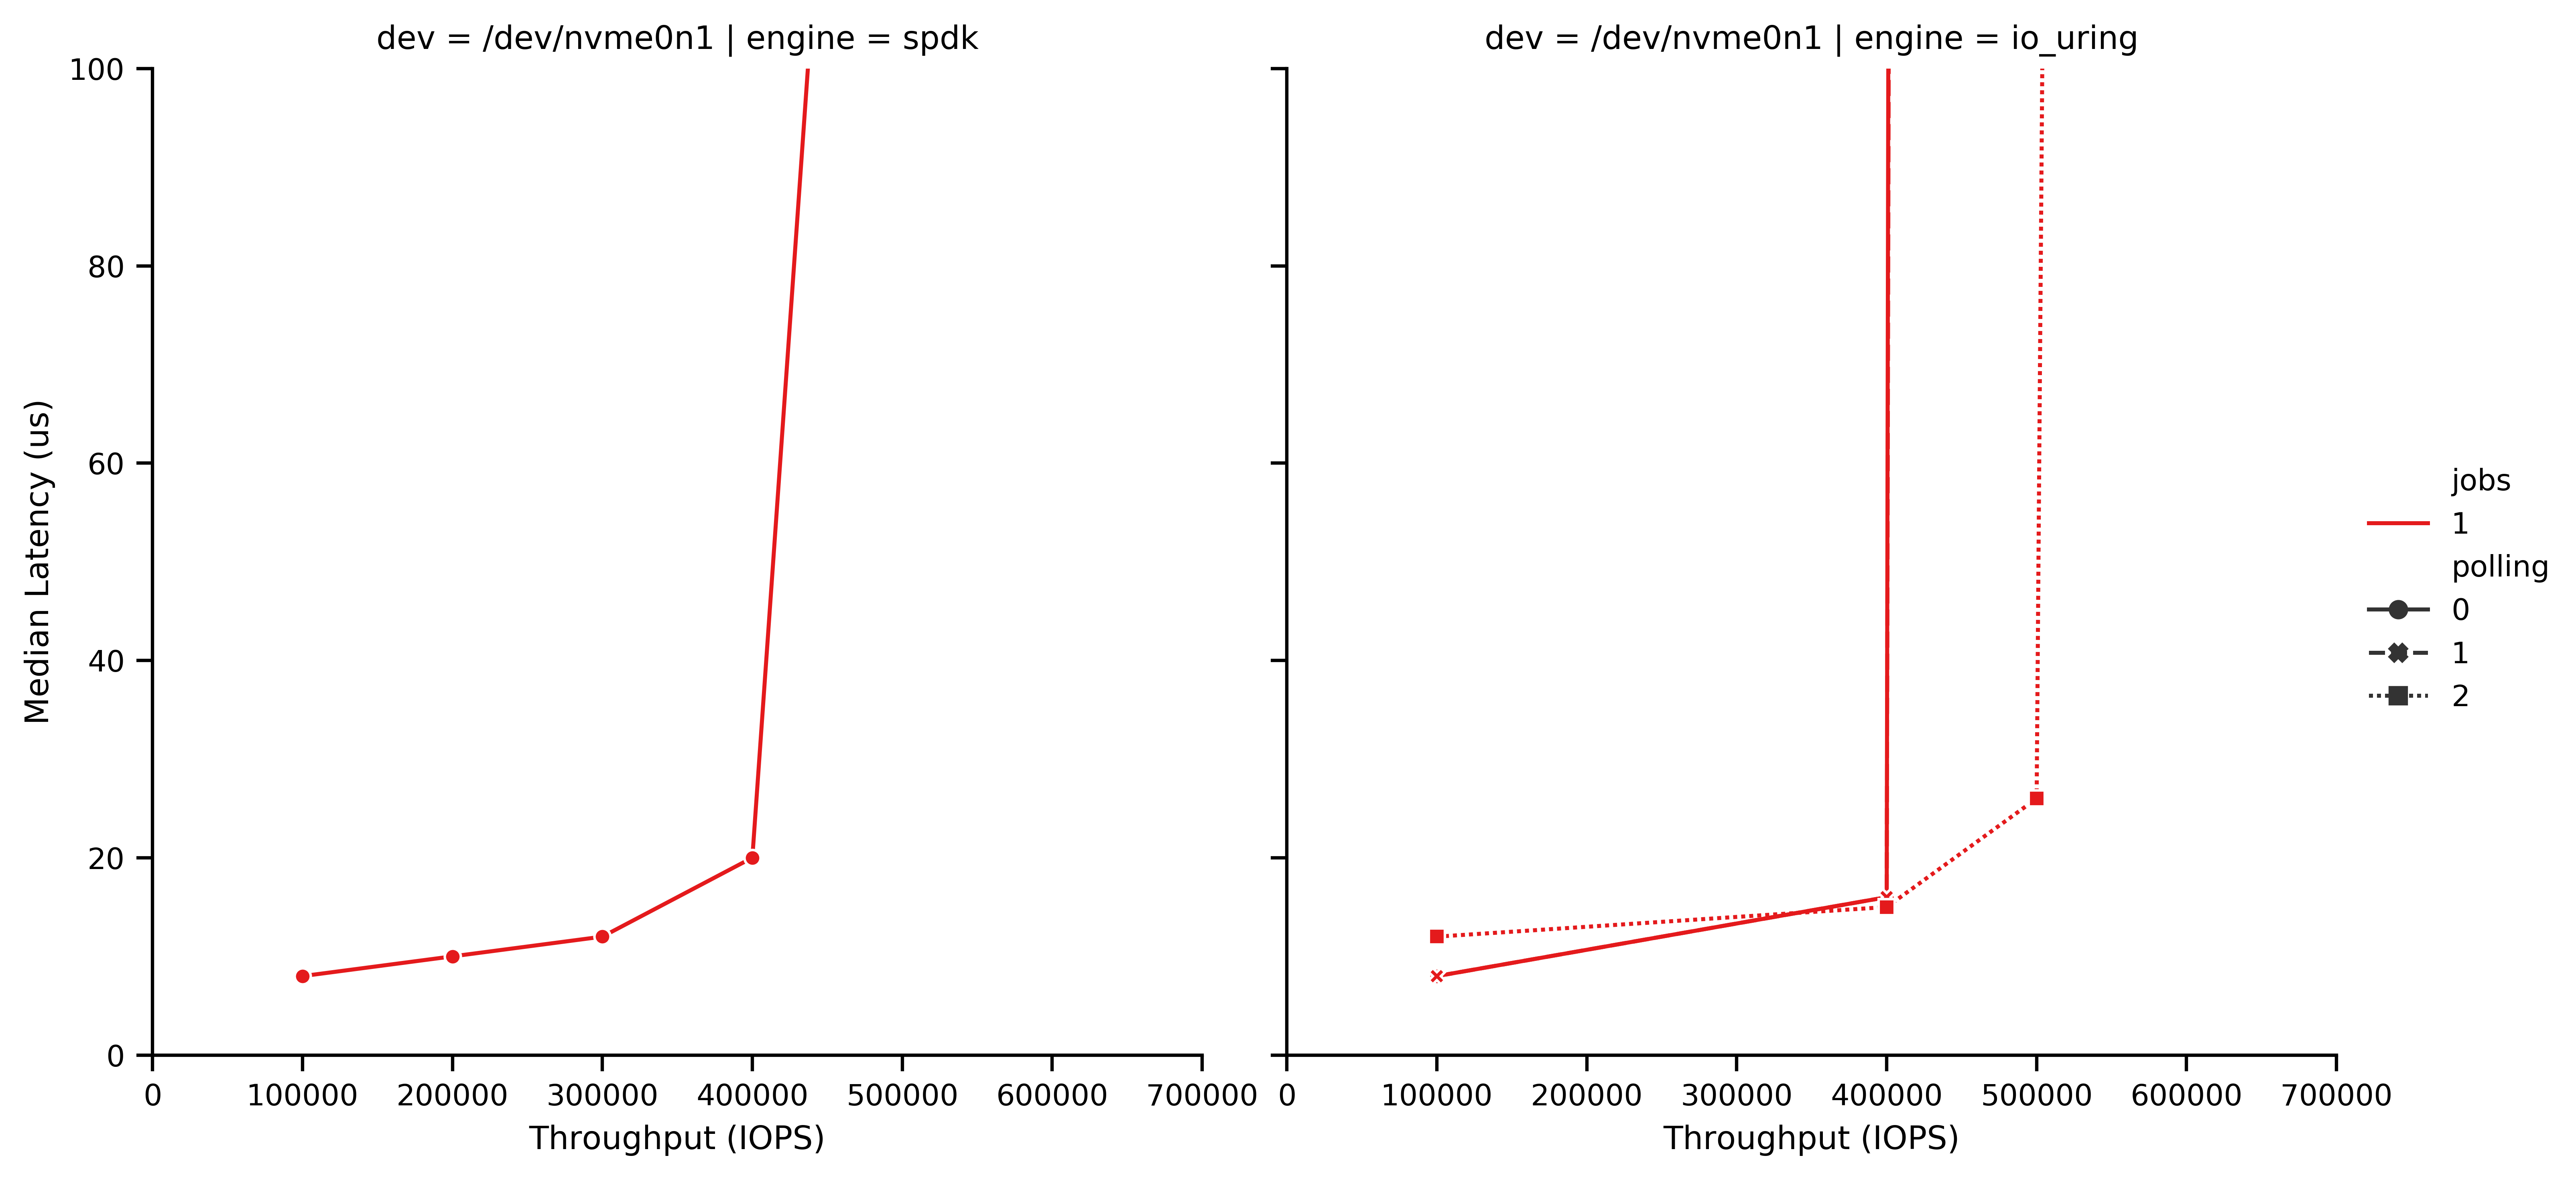 dev = /dev/nvme0n1 | engine = spdk
dev = /dev/nvme0n1 | engine = io_uring
100
80
60
40
20
0
Median Latency (us)
0 100000 200000 300000 400000 500000 600000 700000
0 100000 200000 300000 400000 500000 600000 700000
Throughput (IOPS)
Throughput (IOPS)
jobs
1
polling
0
1
2